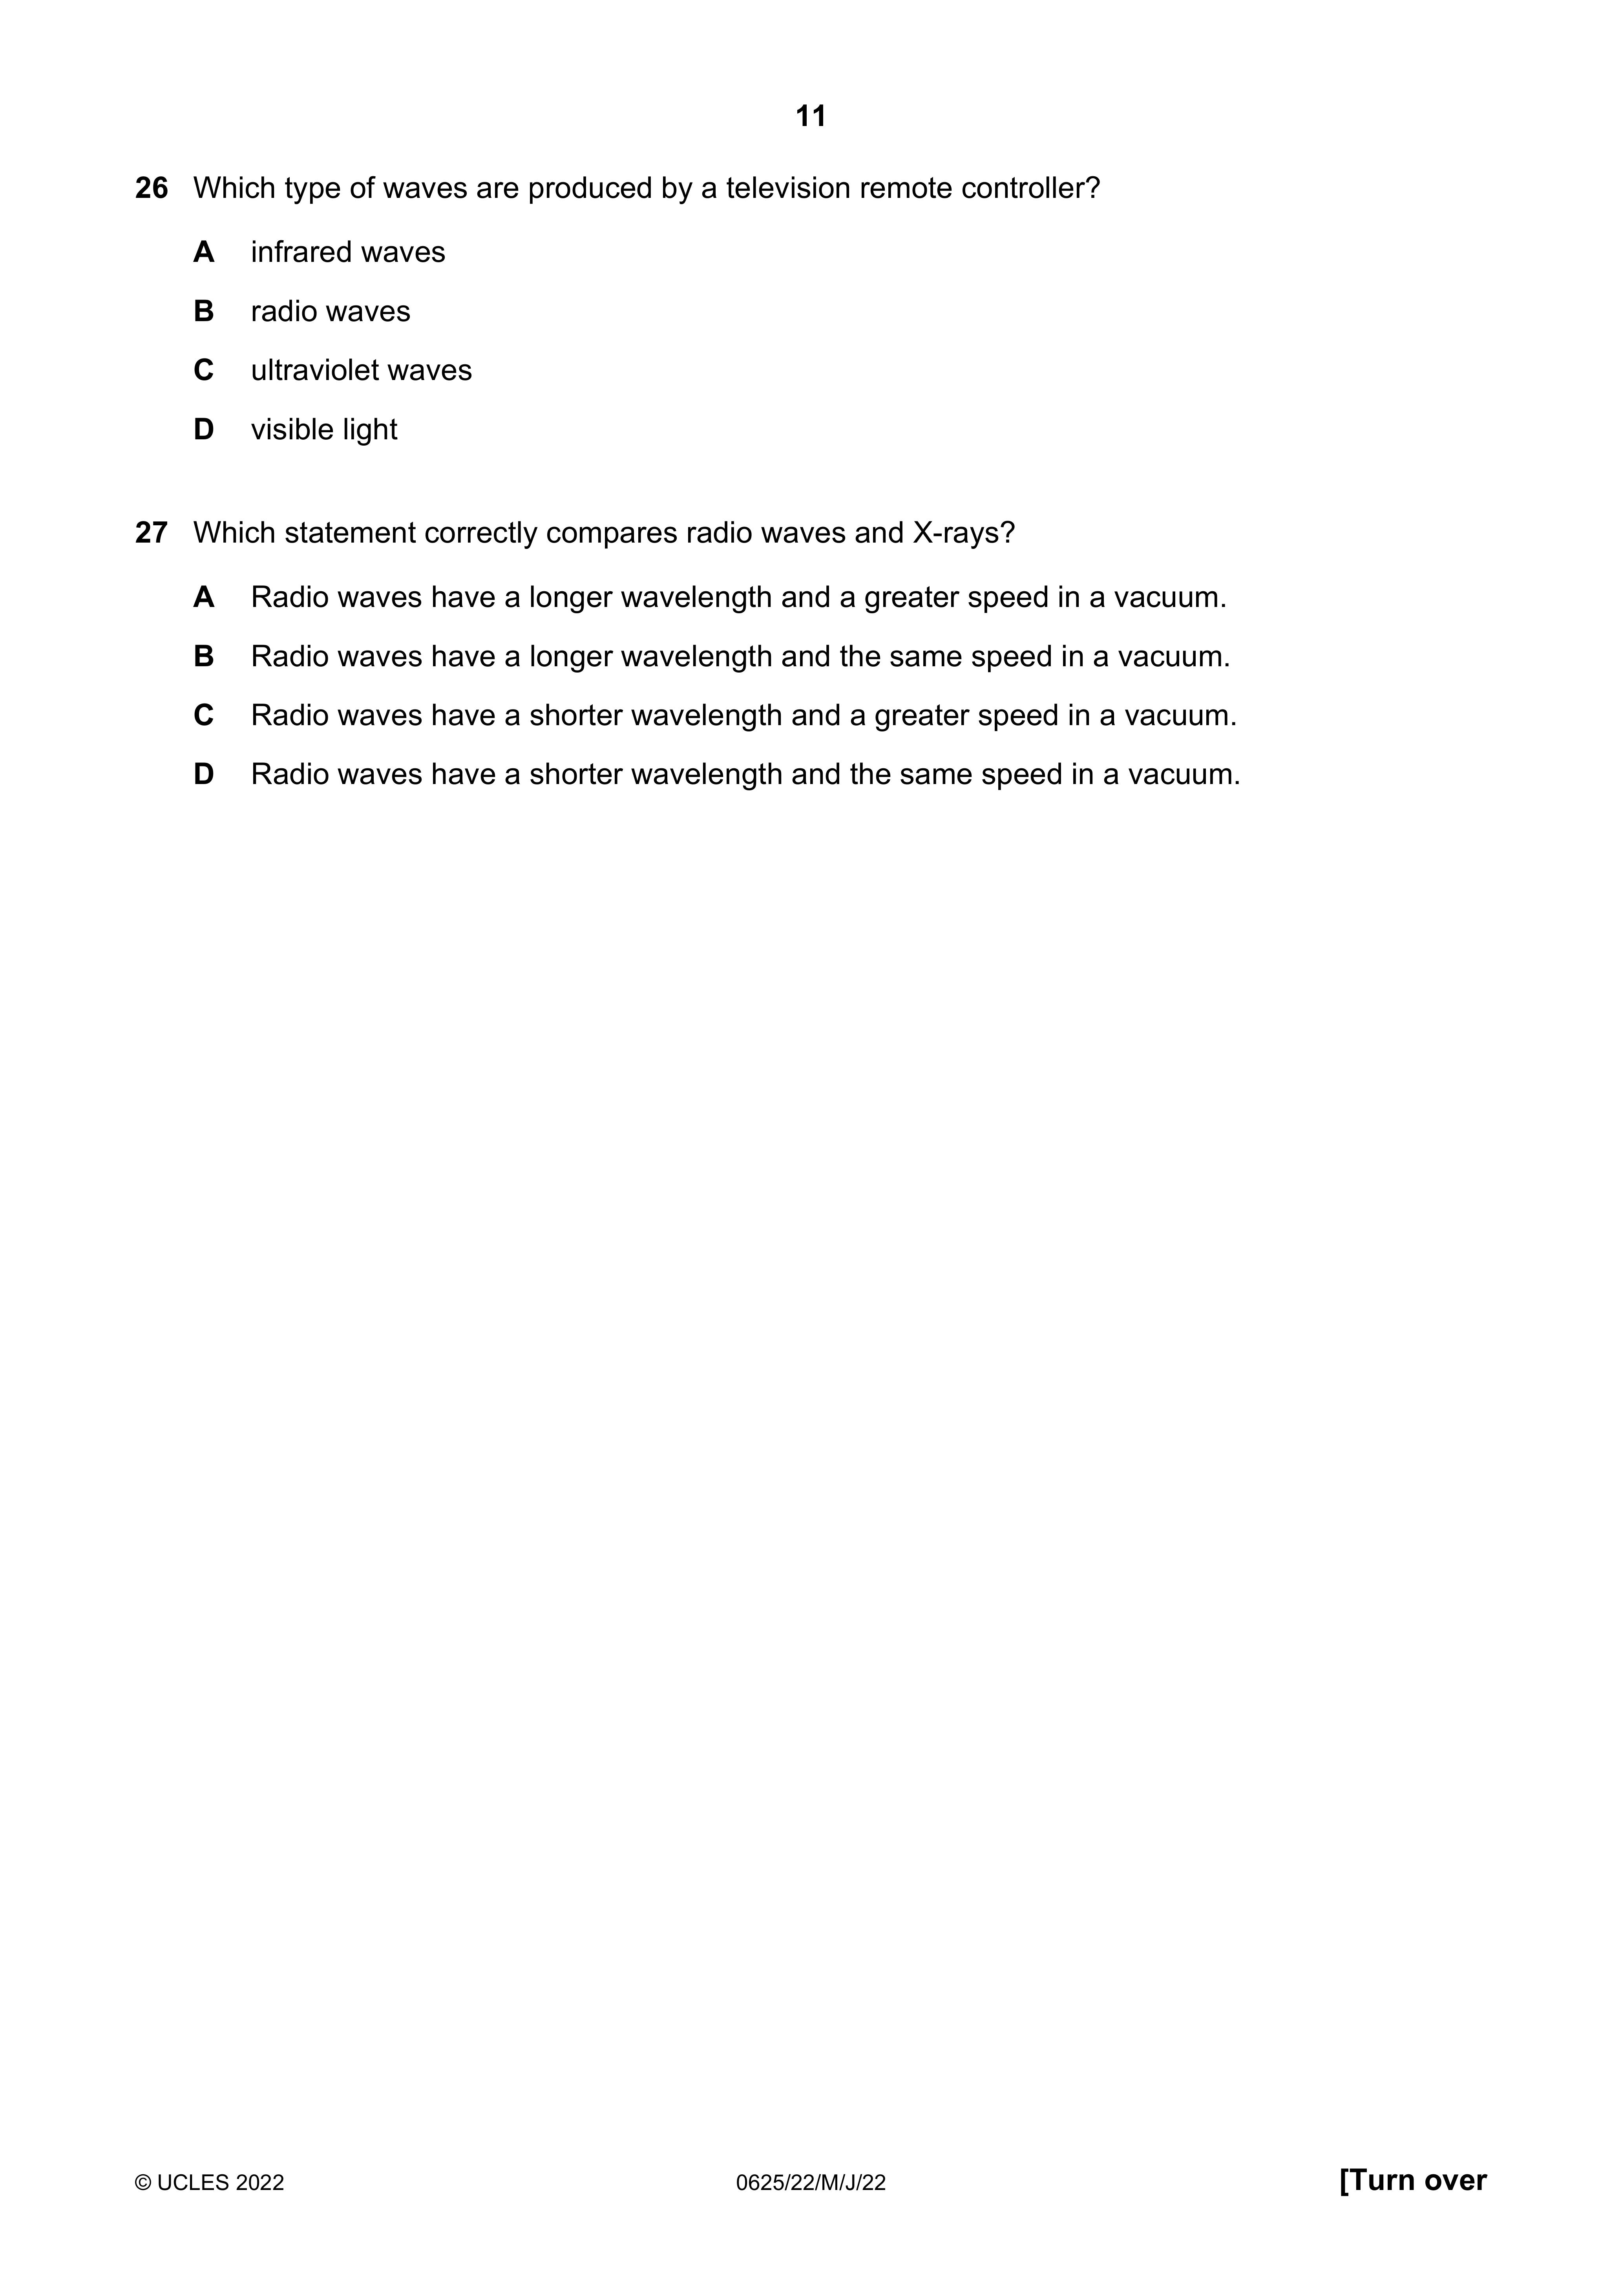 11
26 Which type of waves are produced by a television remote controller?
A infrared waves
B radio waves
C ultraviolet waves
D visible light
27 Which statement correctly compares radio waves and X-rays?
A Radio waves have a longer wavelength and a greater speed in a vacuum.
B Radio waves have a longer wavelength and the same speed in a vacuum.
C Radio waves have a shorter wavelength and a greater speed in a vacuum.
D Radio waves have a shorter wavelength and the same speed in a vacuum.
© UCLES 2022 0625/22/M/J/22 [Turn over